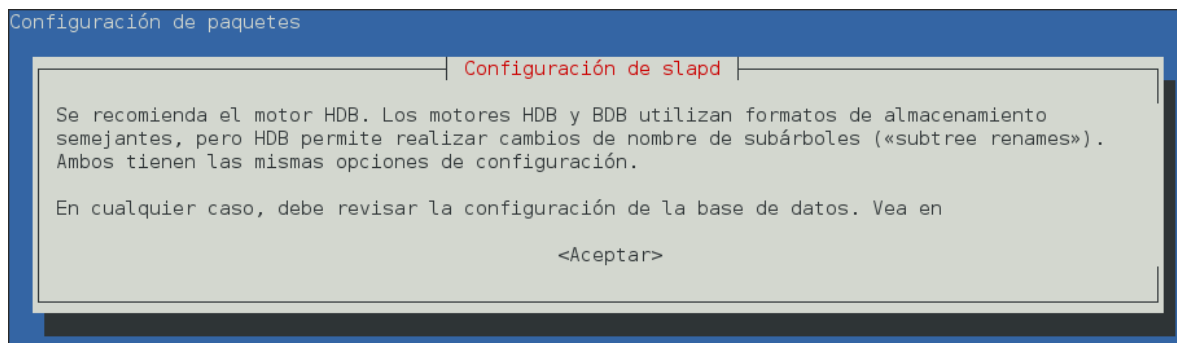 Configuración de paquetes
Configuración de slapd
Se recomienda el motor HDB. Los motores HDB y BDB utilizan formatos de almacenamiento
semejantes, pero HDB permite realizar cambios de nombre de subárboles («subtree renames»).
Ambos tienen las mismas opciones de configuración.
En cualquier caso, debe revisar la configuración de la base de datos. Vea en
<Aceptar>